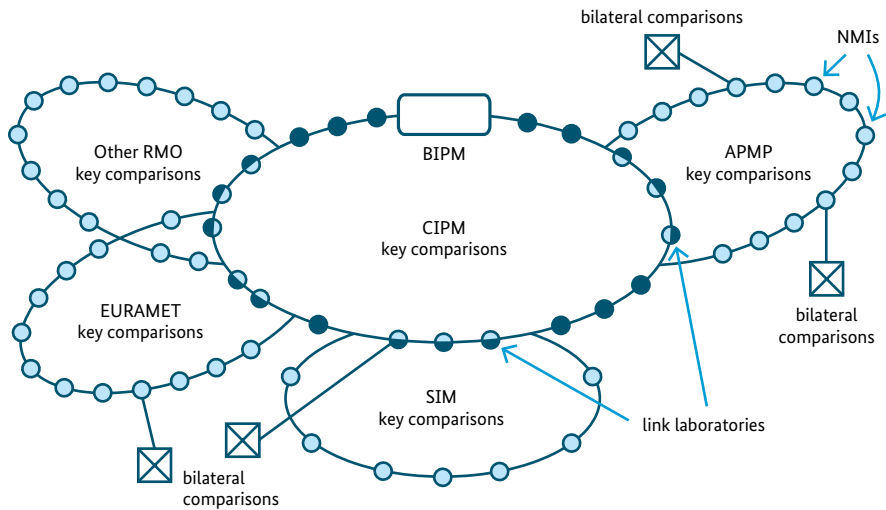 bilateral comparisons
NMIs
BIPM
Other RMO
key comparisons
APMP
key comparisons
CIPM
key comparisons
EURAMET
key comparisons
bilateral
comparisons
SIM
key comparisons
link laboratories
bilateral
comparisons